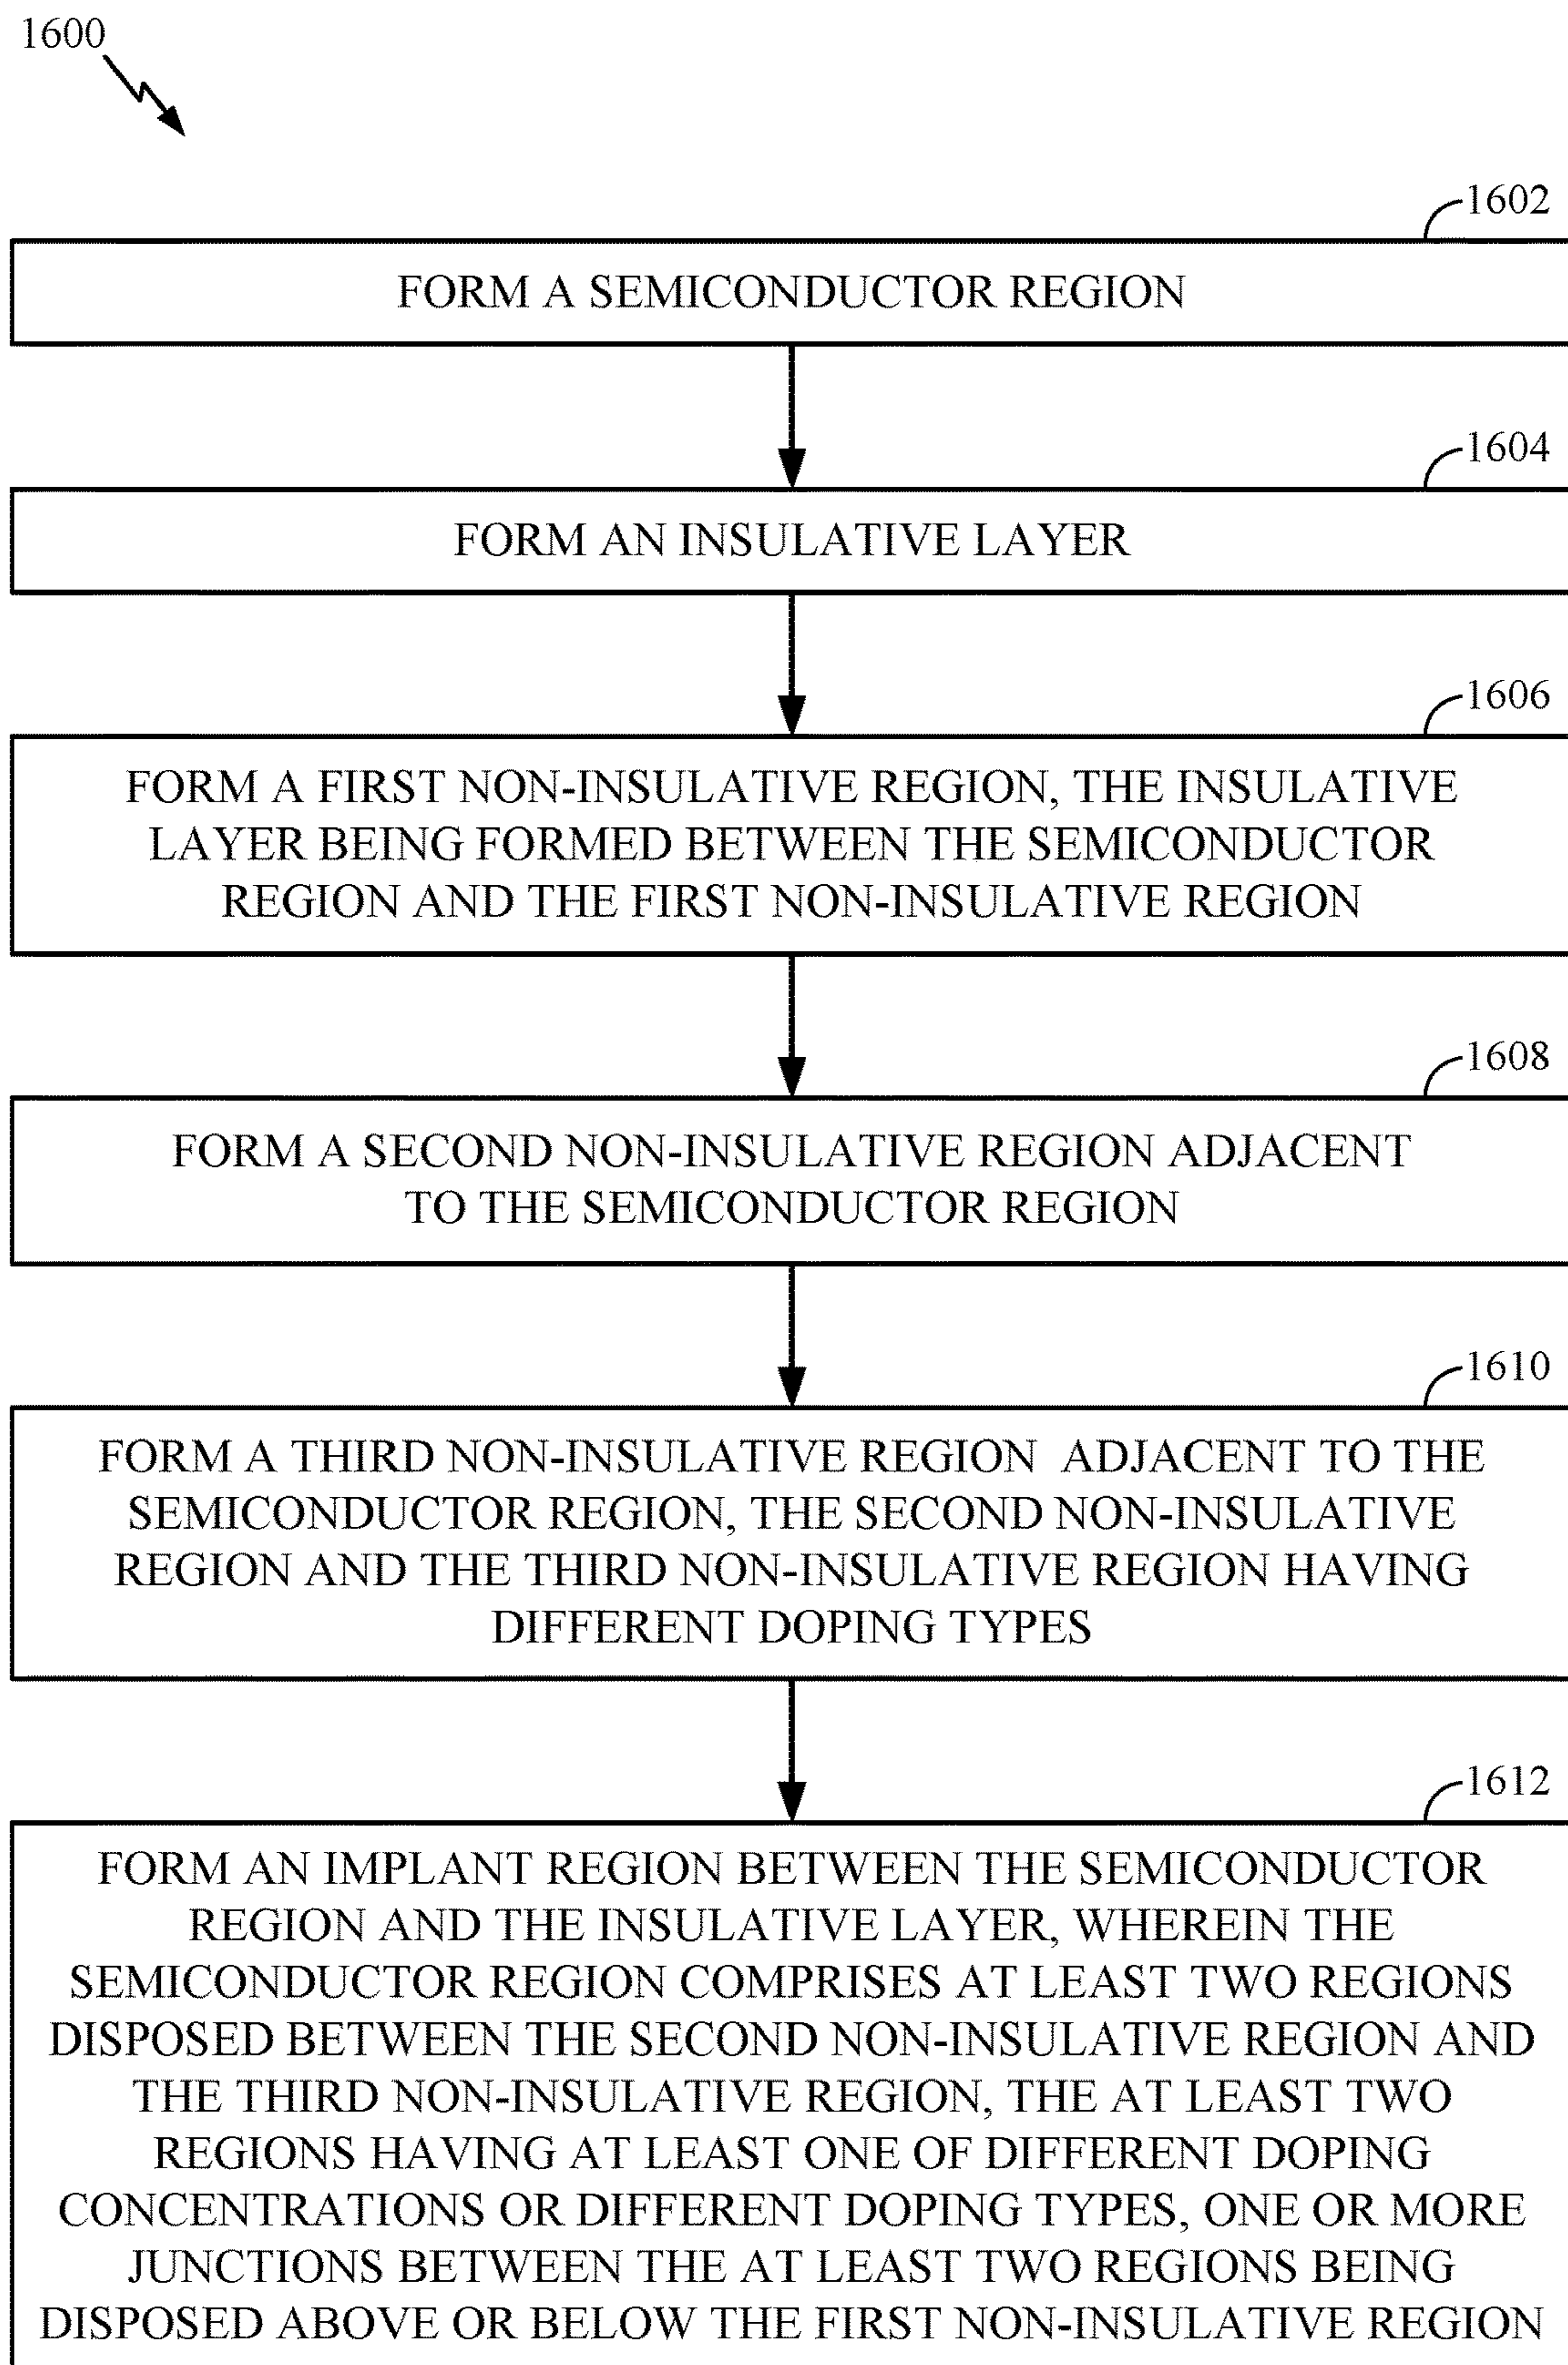 1600
1602
FORM A SEMICONDUCTOR REGION
1604
FORM AN INSULATIVE LAYER
1606
FORM A FIRST NON-INSULATIVE REGION, THE INSULATIVE
LAYER BEING FORMED BETWEEN THE SEMICONDUCTOR
REGION AND THE FIRST NON-INSULATIVE REGION
1608
FORM A SECOND NON-INSULATIVE REGION ADJACENT
TO THE SEMICONDUCTOR REGION
1610
FORM A THIRD NON-INSULATIVE REGION ADJACENT TO THE
SEMICONDUCTOR REGION, THE SECOND NON-INSULATIVE
REGION AND THE THIRD NON-INSULATIVE REGION HAVING
DIFFERENT DOPING TYPES
1612
FORM AN IMPLANT REGION BETWEEN THE SEMICONDUCTOR
REGION AND THE INSULATIVE LAYER, WHEREIN THE
SEMICONDUCTOR REGION COMPRISES AT LEAST TWO REGIONS
DISPOSED BETWEEN THE SECOND NON-INSULATIVE REGION AND
THE THIRD NON-INSULATIVE REGION, THE AT LEAST TWO
REGIONS HAVING AT LEAST ONE OF DIFFERENT DOPING
CONCENTRATIONS OR DIFFERENT DOPING TYPES, ONE OR MORE
JUNCTIONS BETWEEN THE AT LEAST TWO REGIONS BEING
DISPOSED ABOVE OR BELOW THE FIRST NON-INSULATIVE REGION